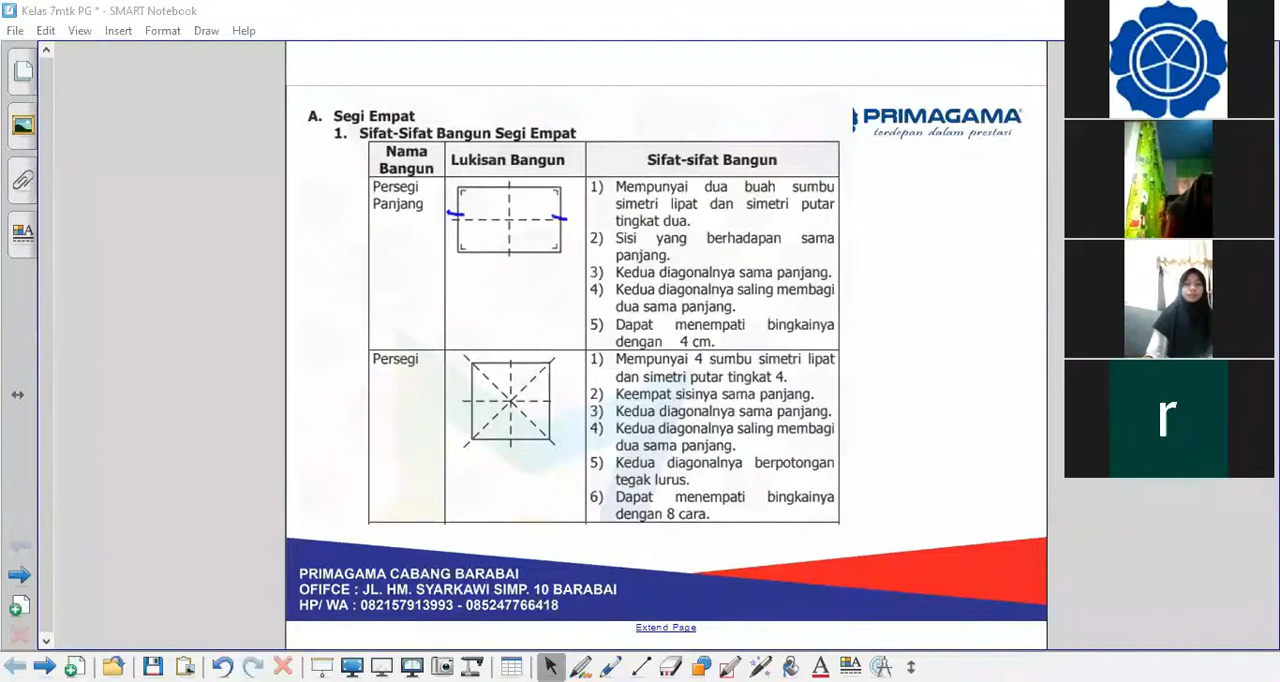 Kelas 7mtk PG * - SMART Notebook
File Edit View Insert Format Draw Help
PRIMAGAMA
terdepan dalam prestasi
A. Segi Empat
1. Sifat-Sifat Bangun Segi Empat
Nama Bangun
Lukisan Bangun
Sifat-sifat Bangun
Persegi
Panjang
1) Mempunyai dua buah sumbu
simetri lipat dan simetri putar
tingkat dua.
2) Sisi yang berhadapan sama
panjang.
3) Kedua diagonalnya sama panjang.
4) Kedua diagonalnya saling membagi
dua sama panjang.
5) Dapat menempati bingkainya
dengan 4 cm.
Persegi
1) Mempunyai 4 sumbu simetri lipat
dan simetri putar tingkat 4.
2) Keempat sisinya sama panjang.
3) Kedua diagonalnya sama panjang.
4) Kedua diagonalnya saling membagi
dua sama panjang.
5) Kedua diagonalnya berpotongan
tegak lurus.
6) Dapat menempati bingkainya
dengan 8 cara.
PRIMAGAMA CABANG BARABAI
OFIFCE : JL. HM. SYARKAWI SIMP. 10 BARABAI
HP/ WA : 082157913993 - 085247766418
Extend Page
r